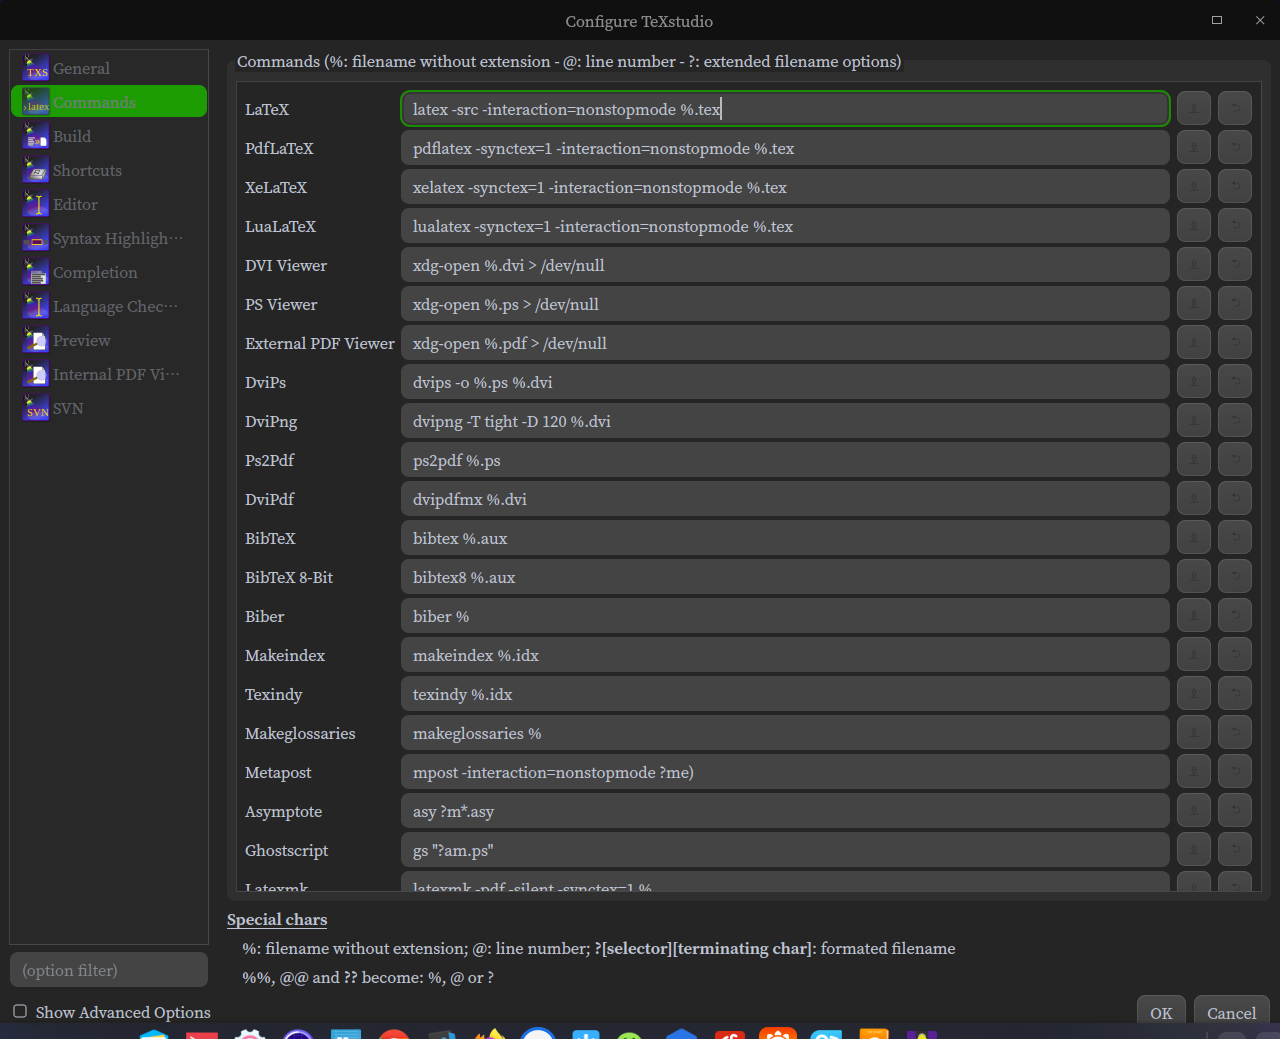 Configure TeXstudio
TXS General
›latex Commands
Build
Shortcuts
Editor
Syntax Highligh···
Completion
Language Chec···
Preview
Internal PDF Vi···
SVN SVN
(option filter)
Show Advanced Options
Commands (%: filename without extension - @: line number - ?: extended filename options)
LaTeX latex -src -interaction=nonstopmode %.tex
PdfLaTeX pdflatex -synctex=1 -interaction=nonstopmode %.tex
XeLaTeX xelatex -synctex=1 -interaction=nonstopmode %.tex
LuaLaTeX lualatex -synctex=1 -interaction=nonstopmode %.tex
DVI Viewer xdg-open %.dvi > /dev/null
PS Viewer xdg-open %.ps > /dev/null
External PDF Viewer xdg-open %.pdf > /dev/null
DviPs dvips -o %.ps %.dvi
DviPng dvipng -T tight -D 120 %.dvi
Ps2Pdf ps2pdf %.ps
DviPdf dvipdfmx %.dvi
BibTeX bibtex %.aux
BibTeX 8-Bit bibtex8 %.aux
Biber biber %
Makeindex makeindex %.idx
Texindy texindy %.idx
Makeglossaries makeglossaries %
Metapost mpost -interaction=nonstopmode ?me)
Asymptote asy ?m*.asy
Ghostscript gs "?am.ps"
Latexmk latexmk -pdf -silent -synctex=1 %
Special chars
%: filename without extension; @: line number; ?[selector][terminating char]: formated filename
%%, @@ and ?? become: %, @ or ?
OK Cancel